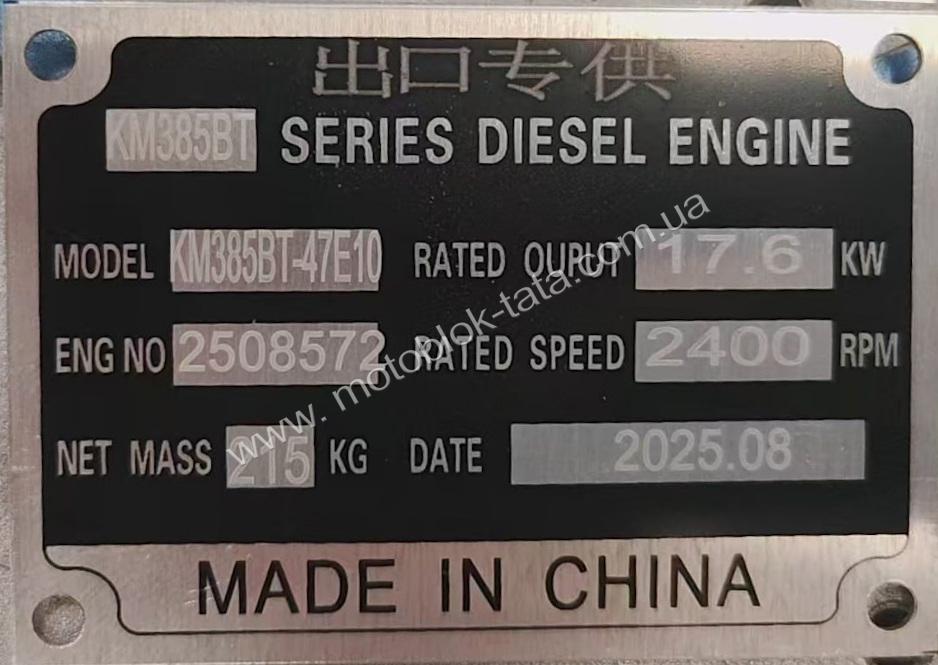 出口专供
KM385BT SERIES DIESEL ENGINE
MODEL KM385BT-47E10 RATED OUPUT 17.6 KW
ENG NO 2508572 RATED SPEED 2400 RPM
NET MASS 215 KG DATE 2025.08
MADE IN CHINA
www.motoblok-tata.com.ua